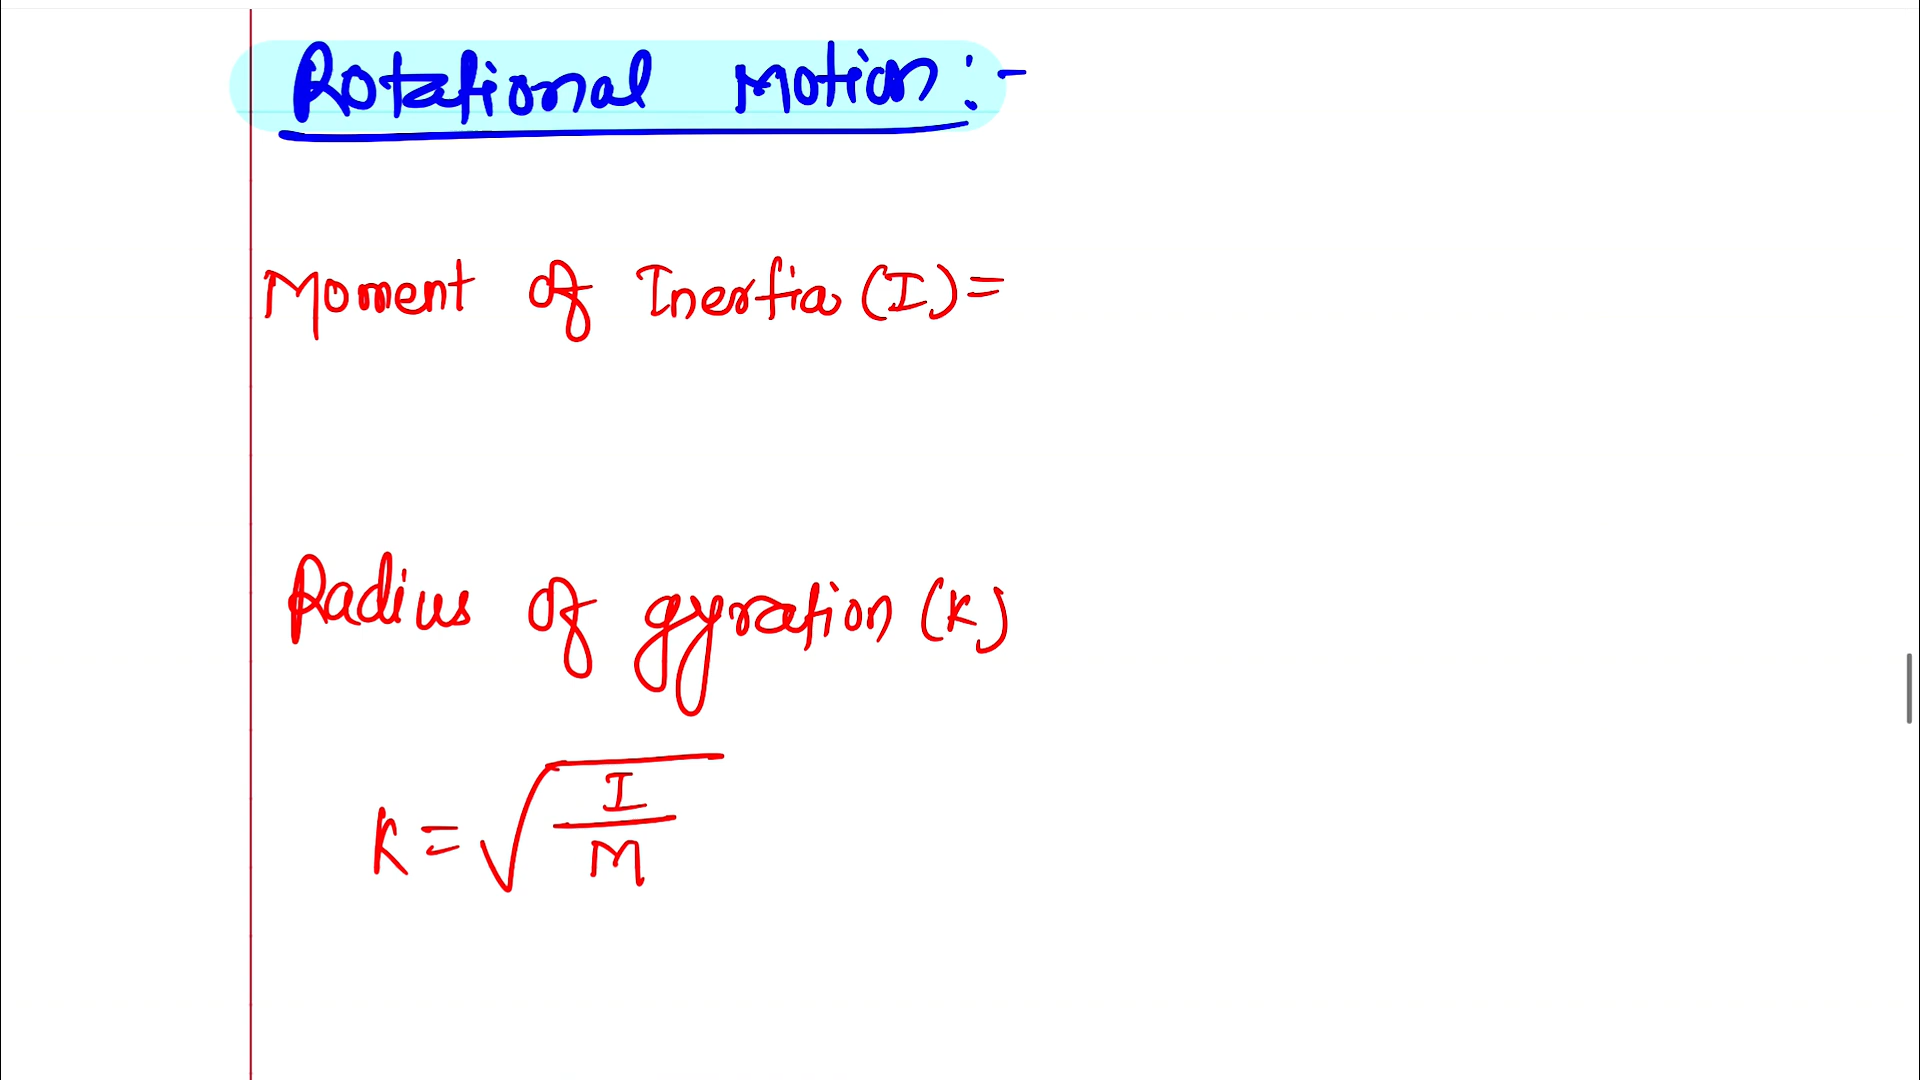 Rotational Motion:-
Moment of Inertia (I)=
Radius of gyration (K)
K = √(I/M)